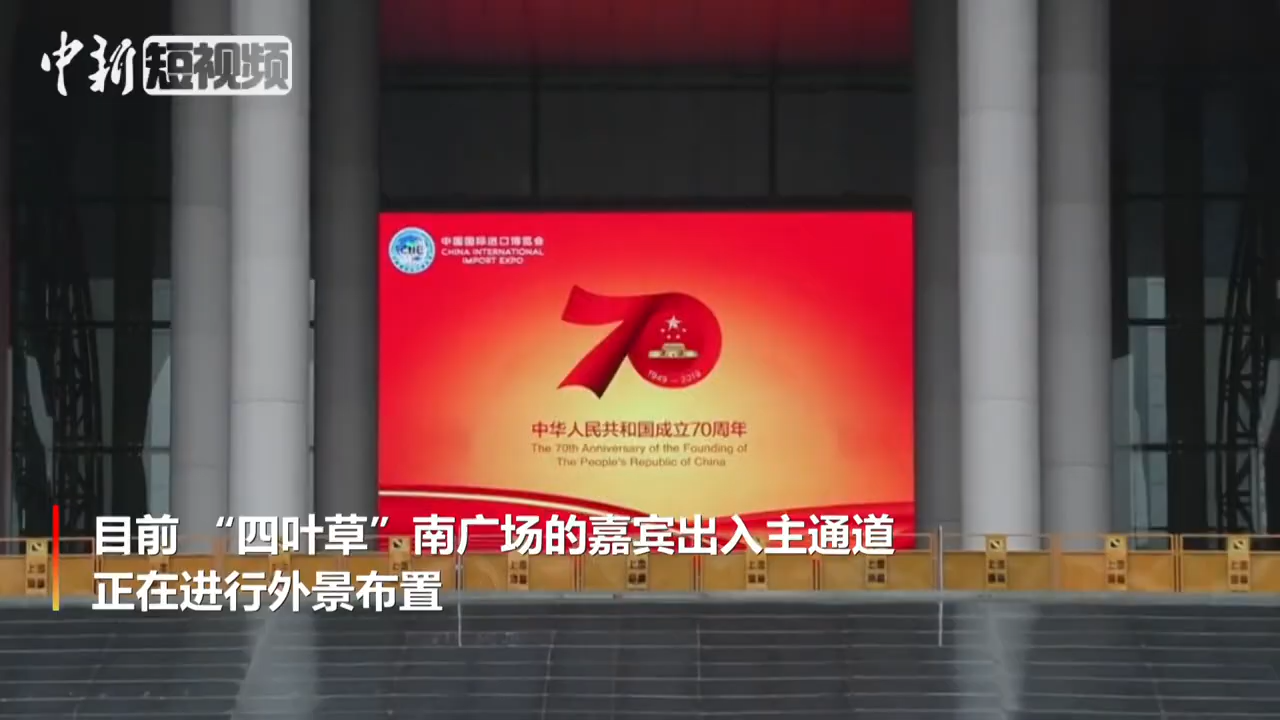 中新 短视频
中国国际进口博览会
CHINA INTERNATIONAL
IMPORT EXPO
CIIE
70
1949-2019
中华人民共和国成立70周年
The 70th Anniversary of the Founding of
The People's Republic of China
目前 “四叶草”南广场的嘉宾出入主通道
正在进行外景布置